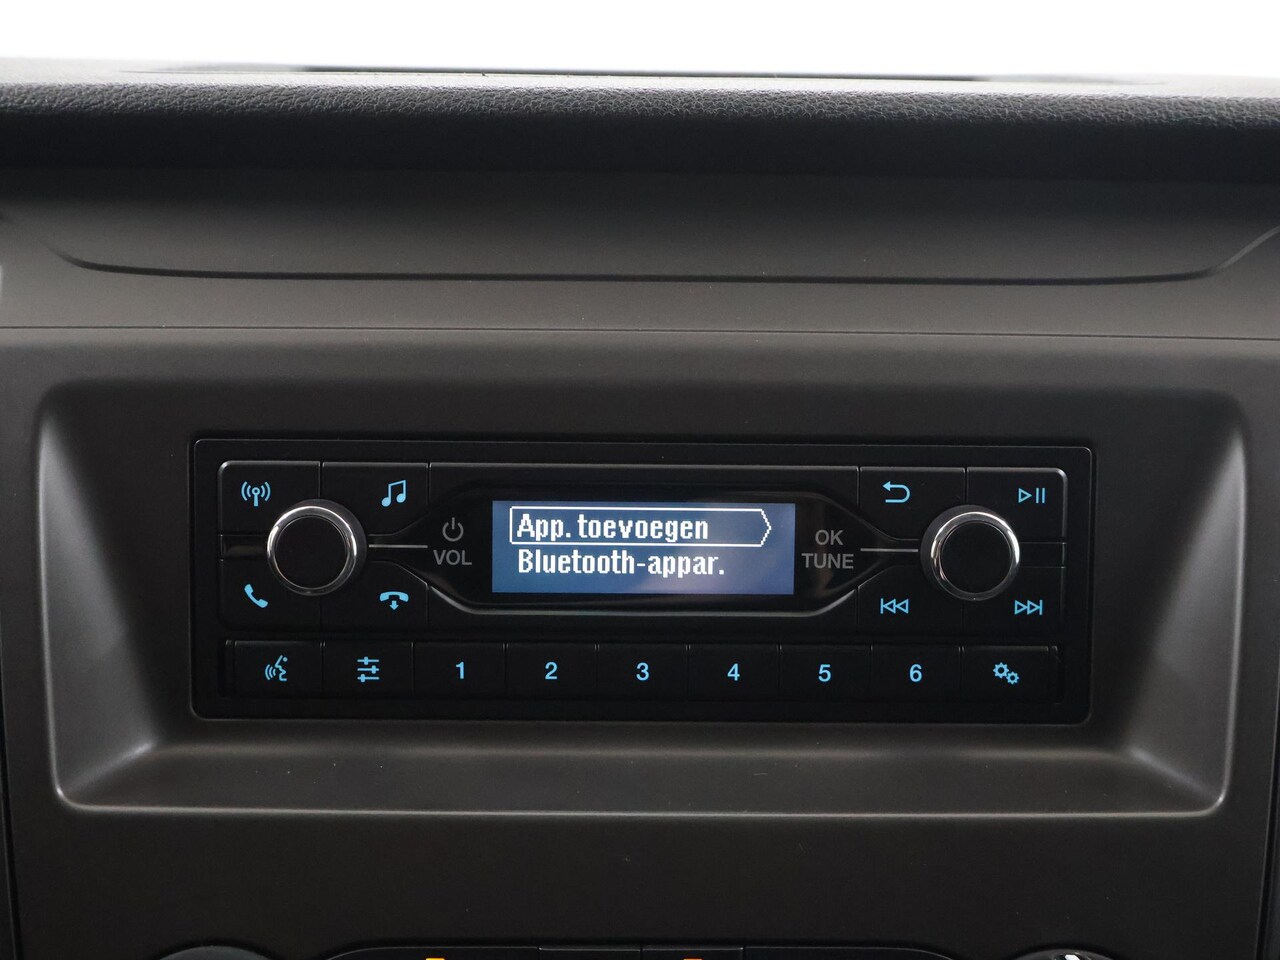 App. toevoegen
Bluetooth-appar.
VOL
OK
TUNE
1 2 3 4 5 6